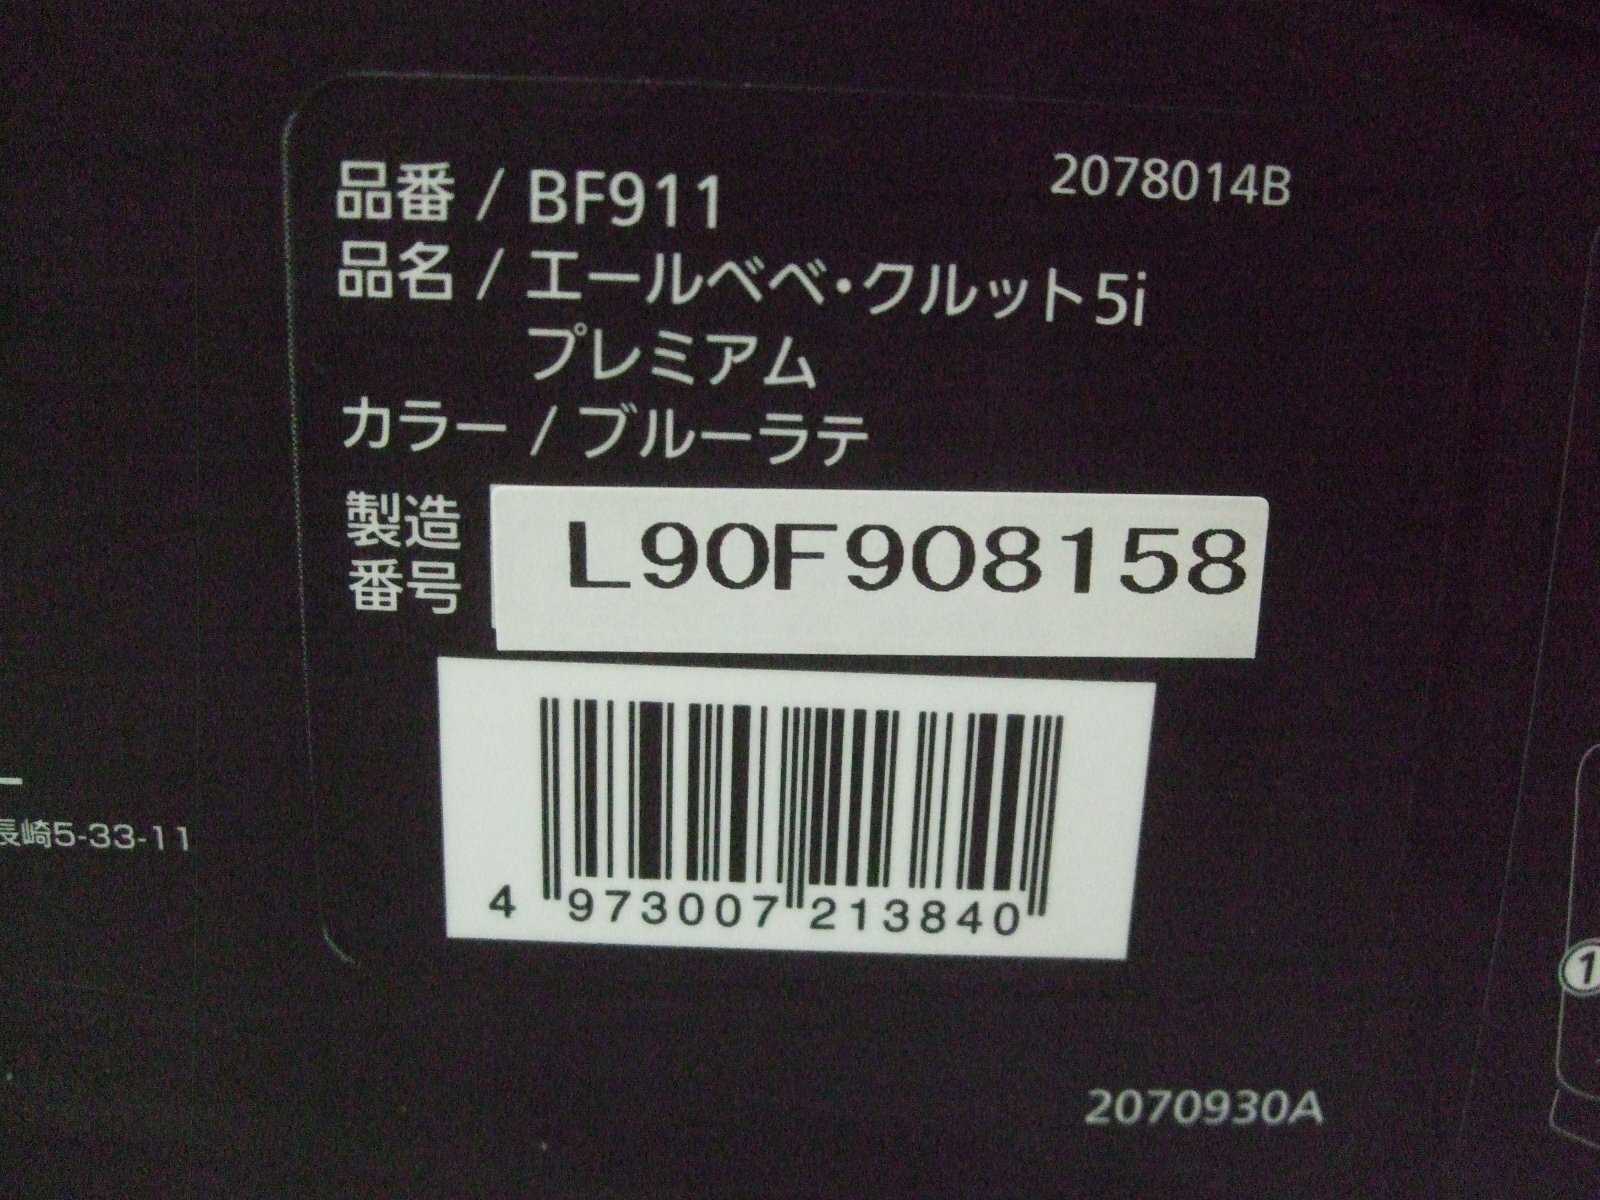 品番 / BF911
2078014B
品名 / エールベベ・クルット5i
プレミアム
カラー / ブルーラテ
製造
番号
L90F908158
4 973007 213840
長崎5-33-11
2070930A
1